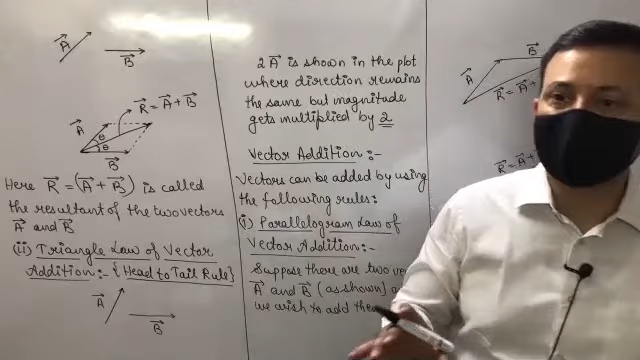 2A⃗ is shown in the plot
where direction remains
the same but magnitude
gets multiplied by 2
Vector Addition:-
Vectors can be added by using
the following rules:
(i) Parallelogram Law of
Vector Addition:-
Suppose there are two
A⃗ and B⃗ (as shown)
we wish to add them
A⃗
B⃗
R⃗ = A⃗ + B⃗
A⃗
θ
θ
B⃗
Here R⃗ = (A⃗ + B⃗) is called
the resultant of the two vectors
A⃗ and B⃗
(ii) Triangle Law of Vector
Addition:- {Head to Tail Rule}
A⃗
B⃗
B⃗
A⃗
R⃗ = A⃗ +
R⃗ = A⃗ +